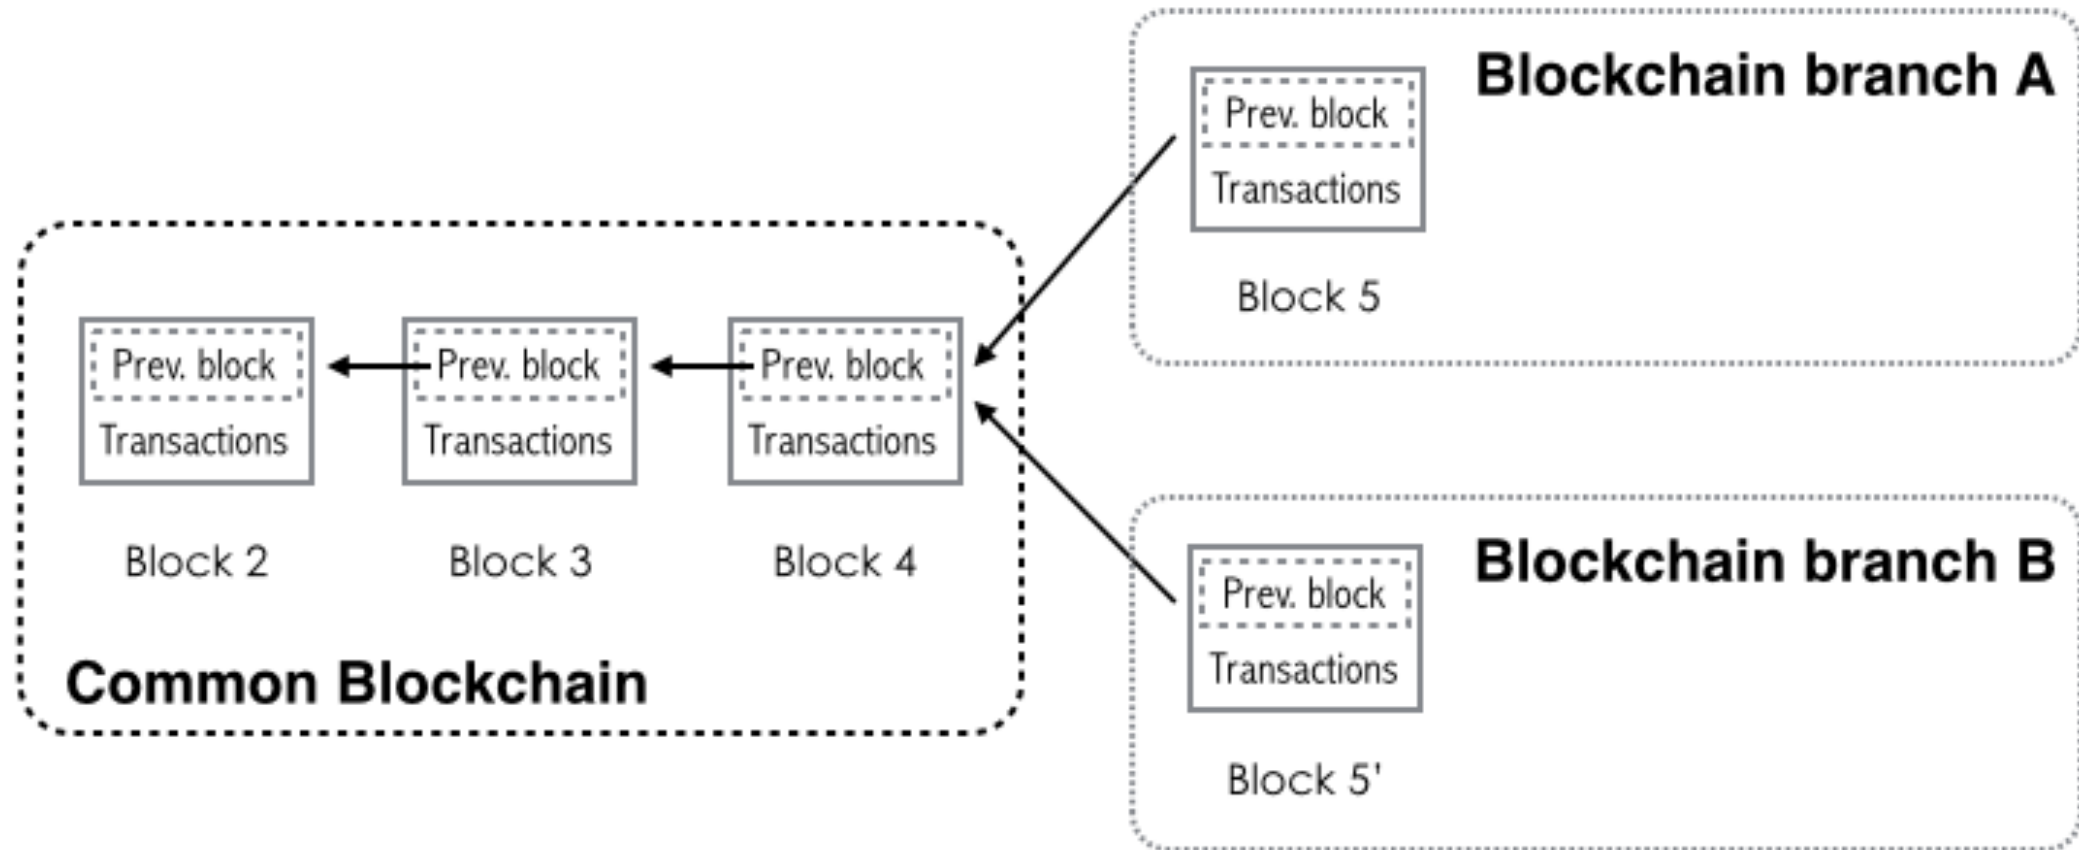 Blockchain branch A
Prev. block
Transactions
Block 5
Prev. block
Transactions
Block 2
Prev. block
Transactions
Block 3
Prev. block
Transactions
Block 4
Common Blockchain
Blockchain branch B
Prev. block
Transactions
Block 5'